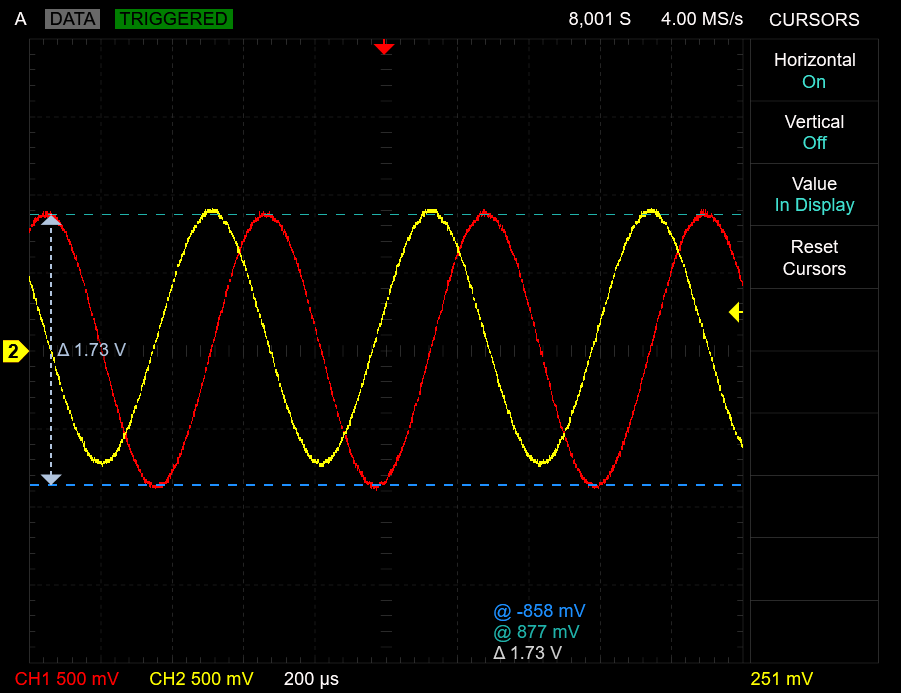 A DATA TRIGGERED 8,001 S 4.00 MS/s CURSORS
Horizontal
On
Vertical
Off
Value
In Display
Reset
Cursors
2
Δ 1.73 V
@ -858 mV
@ 877 mV
Δ 1.73 V
CH1 500 mV CH2 500 mV 200 μs 251 mV